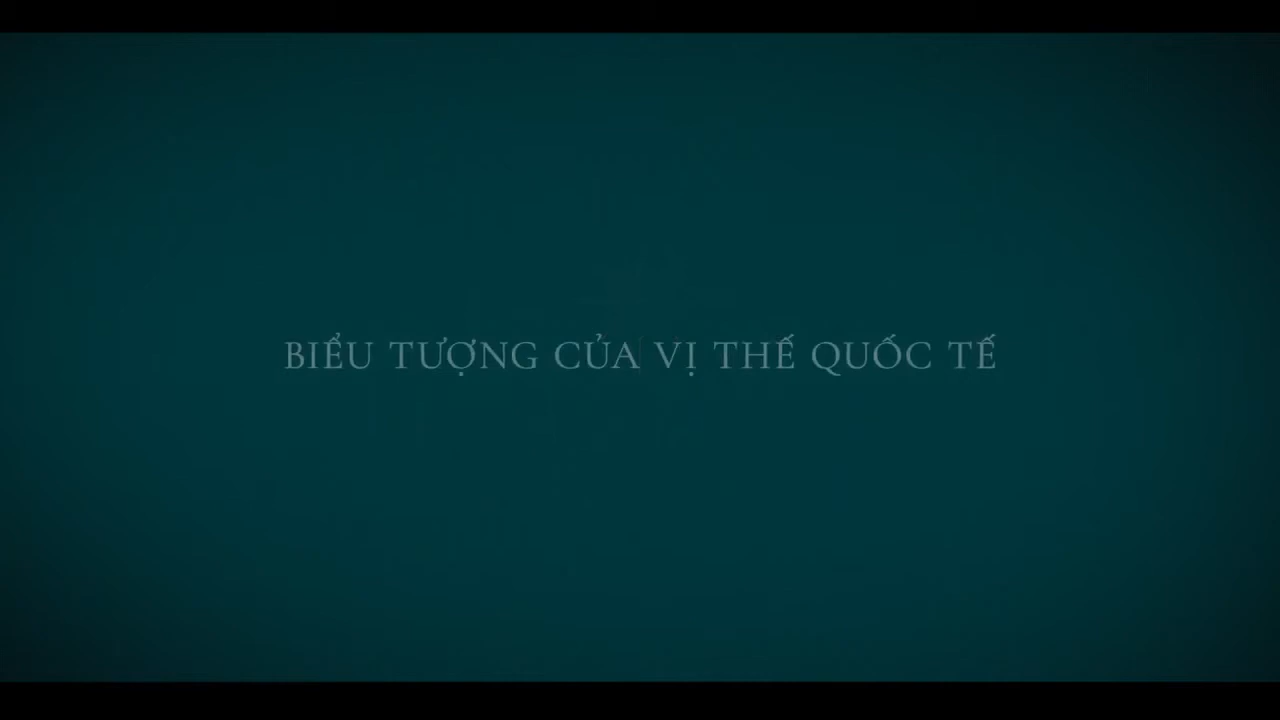 BIỂU TƯỢNG CỦA VỊ THẾ QUỐC TẾ